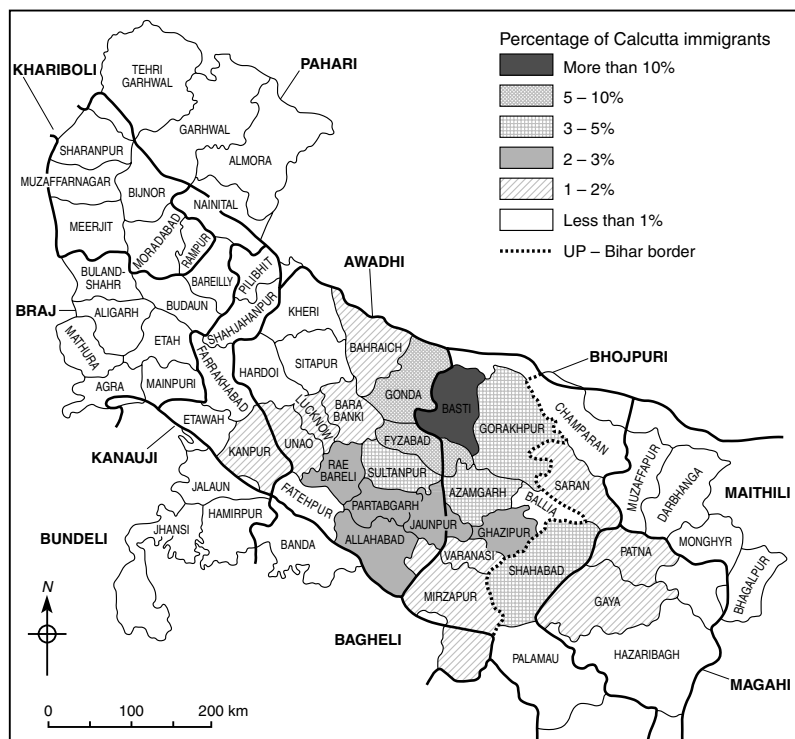 Percentage of Calcutta immigrants
More than 10%
5 – 10%
3 – 5%
2 – 3%
1 – 2%
Less than 1%
UP – Bihar border
KHARIBOLI
PAHARI
TEHRI
GARHWAL
GARHWAL
ALMORA
SHARANPUR
MUZAFFARNAGAR
BIJNOR
NAINITAL
MEERJIT
MORADABAD
RAMPUR
BULAND-
SHAHR
BAREILLY
PILIBHIT
AWADHI
BRAJ
ALIGARH
BUDAUN
SHAHJAHANPUR
KHERI
MATHURA
ETAH
FARRAKHABAD
BAHRAICH
BHOJPURI
AGRA
MAINPURI
HARDOI
SITAPUR
GONDA
BASTI
ETAWAH
LUCKNOW
BARA
BANKI
GORAKHPUR
CHAMPARAN
KANAUJI
KANPUR
UNAO
FYZABAD
RAE
BARELI
SULTANPUR
SARAN
MUZAFFAPUR
DARBHANGA
MAITHILI
JALAUN
FATEHPUR
PARTABGARH
AZAMGARH
BALLIA
BUNDELI
JHANSI
HAMIRPUR
JAUNPUR
GHAZIPUR
MONGHYR
BANDA
ALLAHABAD
VARANASI
SHAHABAD
PATNA
BHAGALPUR
MIRZAPUR
GAYA
BAGHELI
PALAMAU
HAZARIBAGH
MAGAHI
N
0 100 200 km